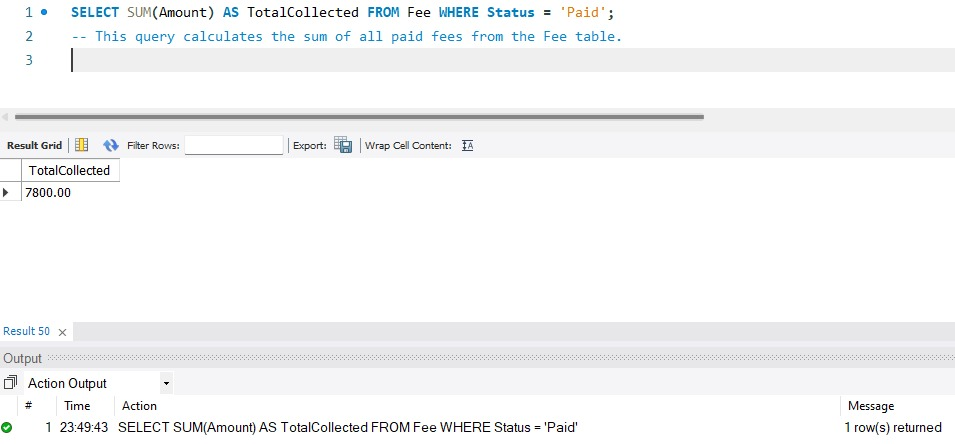 1 SELECT SUM(Amount) AS TotalCollected FROM Fee WHERE Status = 'Paid';
2 -- This query calculates the sum of all paid fees from the Fee table.
3
Result Grid Filter Rows: Export: Wrap Cell Content:
TotalCollected
7800.00
Result 50
Output
Action Output
# Time Action Message
1 23:49:43 SELECT SUM(Amount) AS TotalCollected FROM Fee WHERE Status = 'Paid' 1 row(s) returned